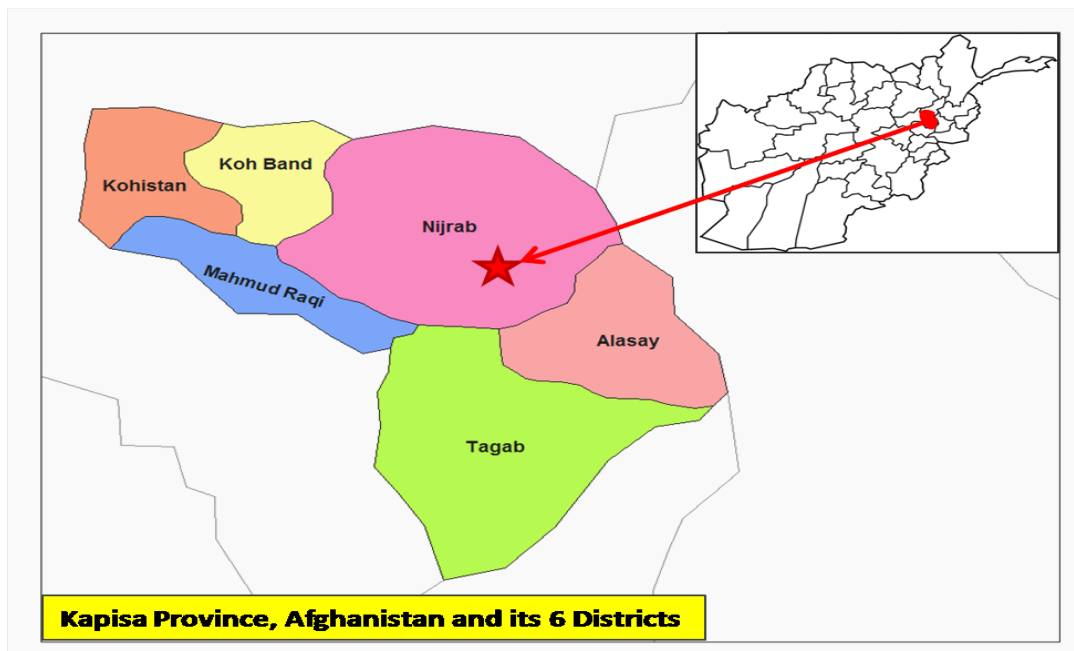 Koh Band
Kohistan
Nijrab
Mahmud Raqi
Alasay
Tagab
Kapisa Province, Afghanistan and its 6 Districts